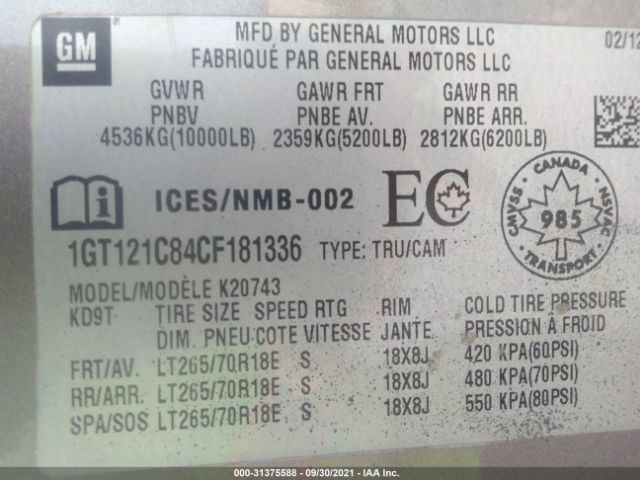 GM
MFD BY GENERAL MOTORS LLC
FABRIQUÉ PAR GENERAL MOTORS LLC
02/12
GVWR GAWR FRT GAWR RR
PNBV PNBE AV. PNBE ARR.
4536KG(10000LB) 2359KG(5200LB) 2812KG(6200LB)
ICES/NMB-002 EC
CANADA
CMVSS 985 NSVAC
TRANSPORT
1GT121C84CF181336 TYPE: TRU/CAM
MODEL/MODÈLE K20743
KD9T TIRE SIZE SPEED RTG RIM COLD TIRE PRESSURE
DIM. PNEU COTE VITESSE JANTE PRESSION À FROID
FRT/AV. LT265/70R18E S 18X8J 420 KPA(60PSI)
RR/ARR. LT265/70R18E S 18X8J 480 KPA(70PSI)
SPA/SOS LT265/70R18E S 18X8J 550 KPA(80PSI)
000-31375588 - 09/30/2021 - IAA Inc.